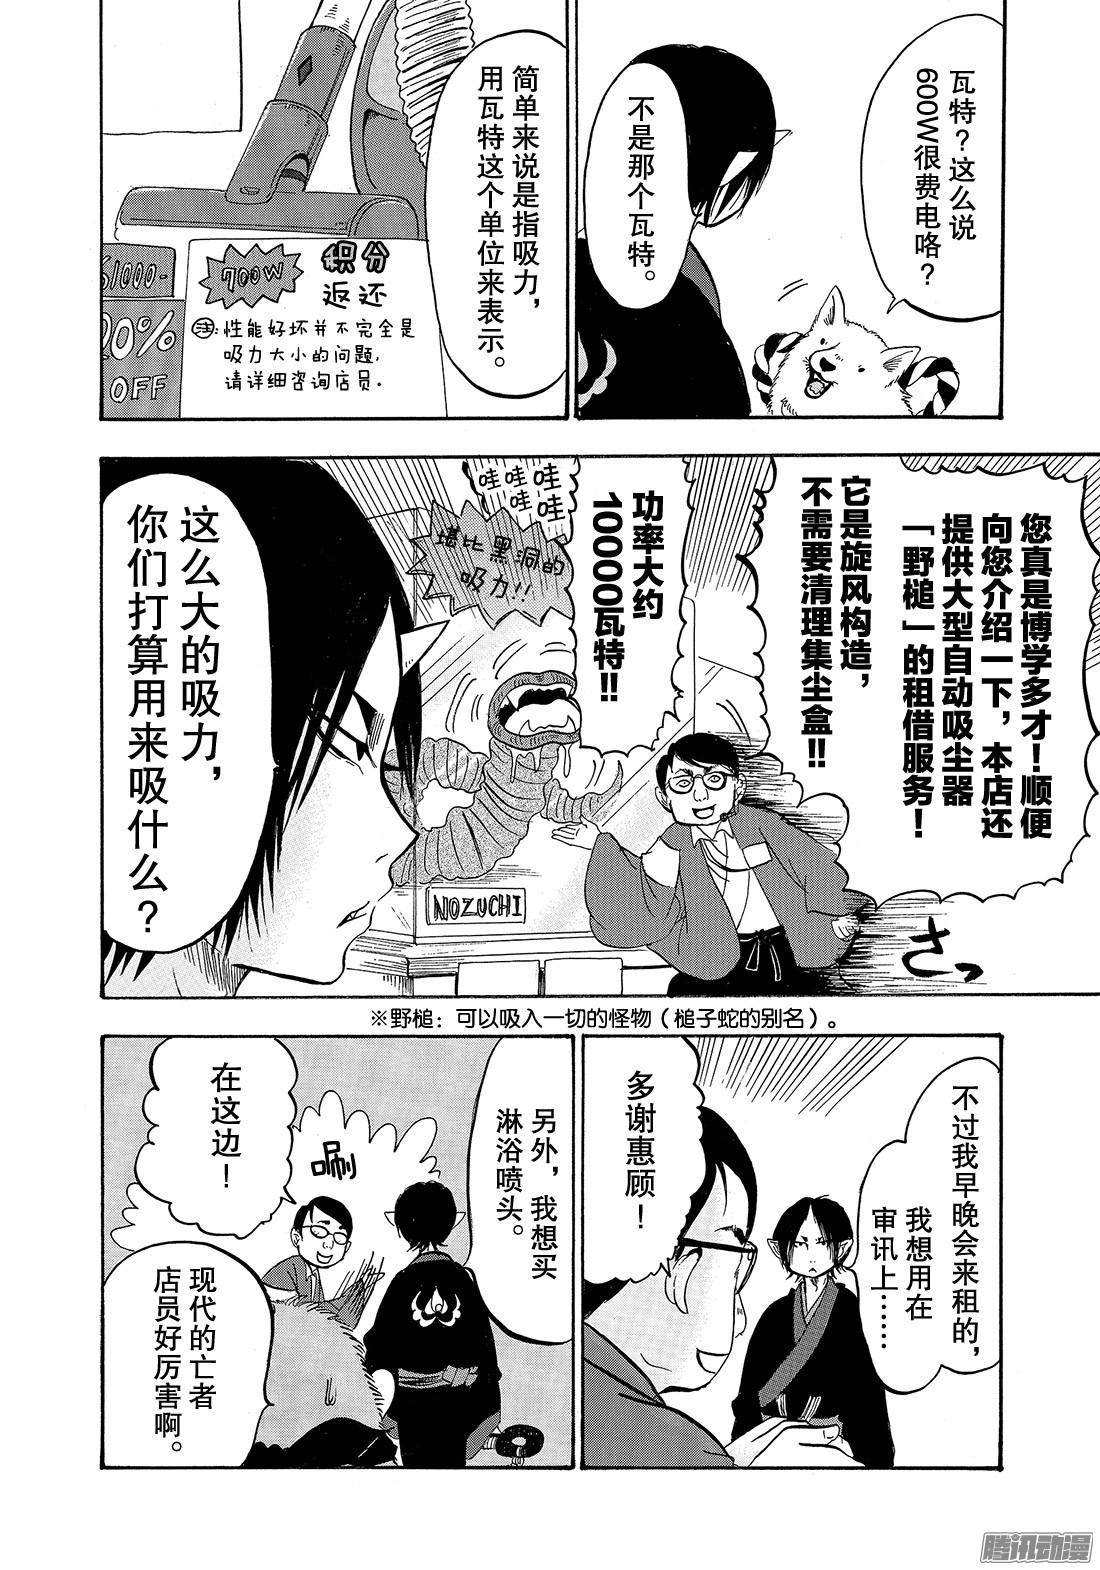 瓦特？这么说
600W很费电咯？
不是那个瓦特。
简单来说是指吸力，
用瓦特这个单位来表示。
700W
积分
返还
注：性能好坏并不完全是
吸力大小的问题，
请详细咨询店员。
1000-
20%
OFF
您真是博学多才！顺便
向您介绍一下，本店还
提供大型自动吸尘器
「野槌」的租借服务！
它是旋风构造，
不需要清理集尘盒!!
功率大约
10000瓦特!!
哇哇哇哇哇哇
堪比黑洞的
吸力!!
NOZUCHI
さっ
这么大的吸力，
你们打算用来吸什么？
※野槌：可以吸入一切的怪物（槌子蛇的别名）。
不过我早晚会来租的，
我想用在
审讯上……
多谢惠顾！
另外，我想买
淋浴喷头。
唰
在这边！
现代的亡者
店员好厉害啊。
腾讯动漫